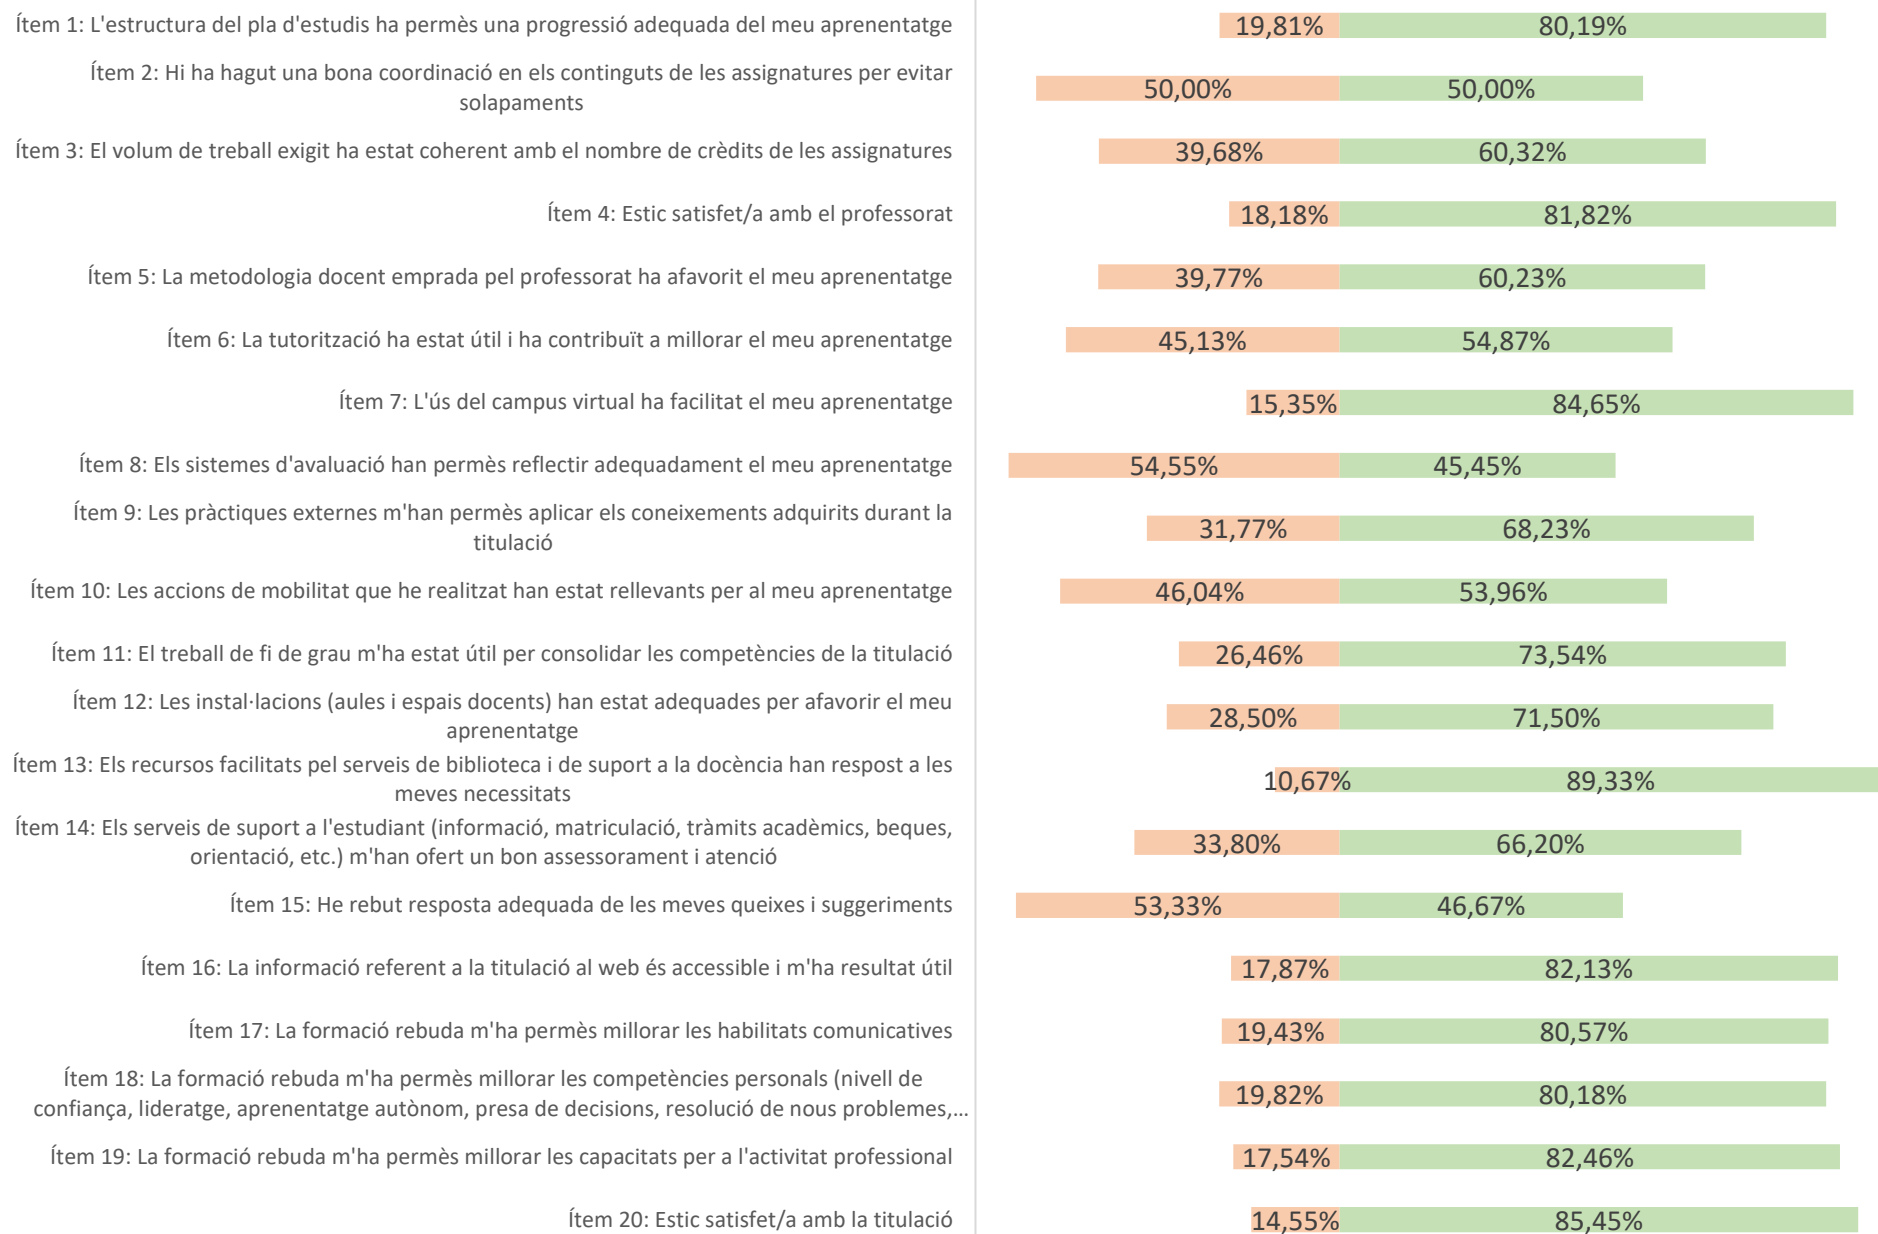 Ítem 1: L'estructura del pla d'estudis ha permès una progressió adequada del meu aprenentatge
19,81% 80,19%
Ítem 2: Hi ha hagut una bona coordinació en els continguts de les assignatures per evitar
solapaments
50,00% 50,00%
Ítem 3: El volum de treball exigit ha estat coherent amb el nombre de crèdits de les assignatures
39,68% 60,32%
Ítem 4: Estic satisfet/a amb el professorat
18,18% 81,82%
Ítem 5: La metodologia docent emprada pel professorat ha afavorit el meu aprenentatge
39,77% 60,23%
Ítem 6: La tutorització ha estat útil i ha contribuït a millorar el meu aprenentatge
45,13% 54,87%
Ítem 7: L'ús del campus virtual ha facilitat el meu aprenentatge
15,35% 84,65%
Ítem 8: Els sistemes d'avaluació han permès reflectir adequadament el meu aprenentatge
54,55% 45,45%
Ítem 9: Les pràctiques externes m'han permès aplicar els coneixements adquirits durant la
titulació
31,77% 68,23%
Ítem 10: Les accions de mobilitat que he realitzat han estat rellevants per al meu aprenentatge
46,04% 53,96%
Ítem 11: El treball de fi de grau m'ha estat útil per consolidar les competències de la titulació
26,46% 73,54%
Ítem 12: Les instal·lacions (aules i espais docents) han estat adequades per afavorir el meu
aprenentatge
28,50% 71,50%
Ítem 13: Els recursos facilitats pel serveis de biblioteca i de suport a la docència han respost a les
meves necessitats
10,67% 89,33%
Ítem 14: Els serveis de suport a l'estudiant (informació, matriculació, tràmits acadèmics, beques,
orientació, etc.) m'han ofert un bon assessorament i atenció
33,80% 66,20%
Ítem 15: He rebut resposta adequada de les meves queixes i suggeriments
53,33% 46,67%
Ítem 16: La informació referent a la titulació al web és accessible i m'ha resultat útil
17,87% 82,13%
Ítem 17: La formació rebuda m'ha permès millorar les habilitats comunicatives
19,43% 80,57%
Ítem 18: La formació rebuda m'ha permès millorar les competències personals (nivell de
confiança, lideratge, aprenentatge autònom, presa de decisions, resolució de nous problemes,…
19,82% 80,18%
Ítem 19: La formació rebuda m'ha permès millorar les capacitats per a l'activitat professional
17,54% 82,46%
Ítem 20: Estic satisfet/a amb la titulació
14,55% 85,45%